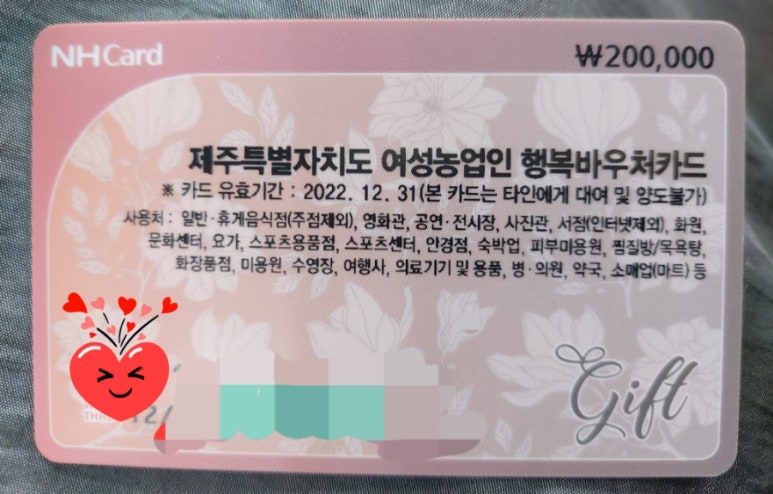 NHCard
₩200,000
제주특별자치도 여성농업인 행복바우처카드
※ 카드 유효기간 : 2022. 12. 31(본 카드는 타인에게 대여 및 양도불가)
사용처 : 일반·휴게음식점(주점제외), 영화관, 공연·전시장, 사진관, 서점(인터넷제외), 화원,
문화센터, 요가, 스포츠용품점, 스포츠센터, 안경점, 숙박업, 피부미용원, 찜질방/목욕탕,
화장품점, 미용원, 수영장, 여행사, 의료기기 및 용품, 병·의원, 약국, 소매업(마트) 등
12/
Gift